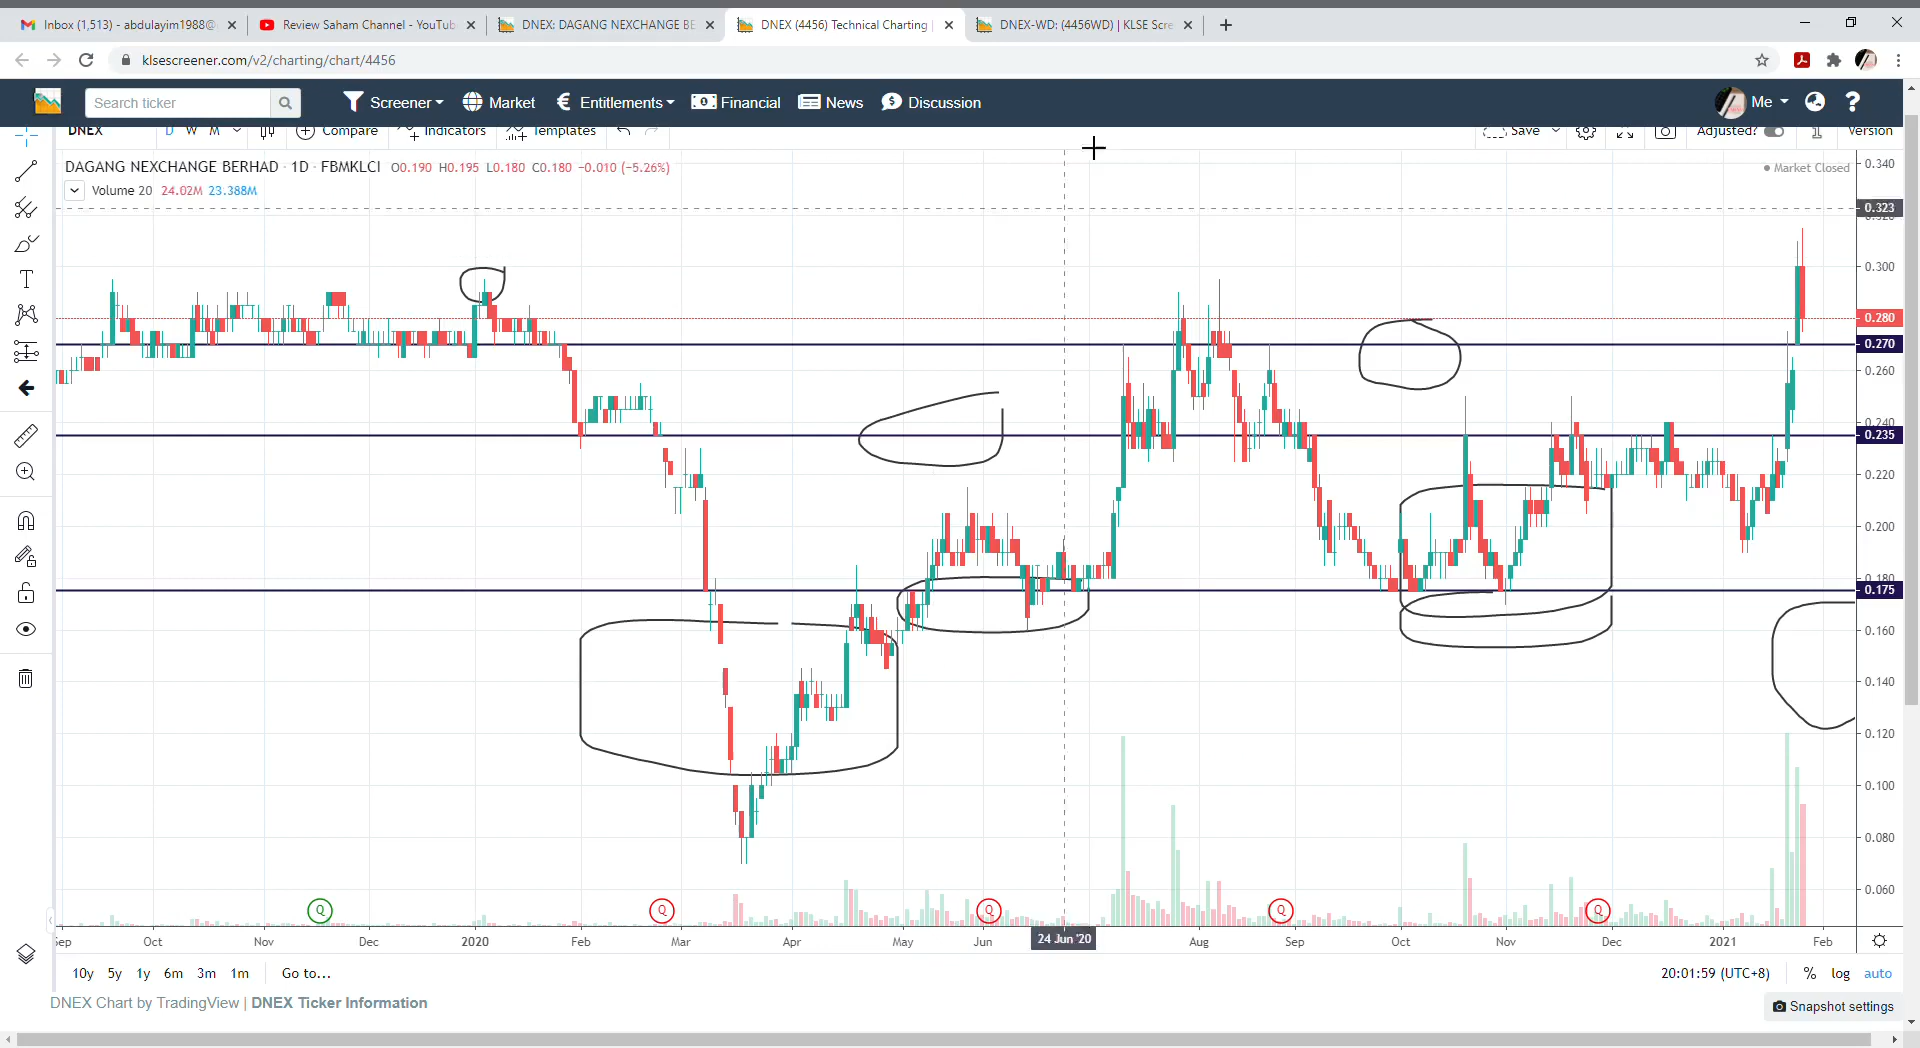 Inbox (1,513) - abdulayim1988@
Review Saham Channel - YouTub
DNEX: DAGANG NEXCHANGE BE
DNEX (4456) Technical Charting |
DNEX-WD: (4456WD) | KLSE Scre
klsescreener.com/v2/charting/chart/4456
Search ticker
Screener
Market
Entitlements
Financial
News
Discussion
Me
DNEX
D
W
M
Compare
Indicators
Templates
Save
Adjusted?
Version
DAGANG NEXCHANGE BERHAD · 1D · FBMKLCI O0.190 H0.195 L0.180 C0.180 −0.010 (−5.26%)
Market Closed
Volume 20 24.02M 23.388M
0.340
0.323
0.300
0.280
0.270
0.260
0.240
0.235
0.220
0.200
0.180
0.175
0.160
0.140
0.120
0.100
0.080
0.060
Q
Q
Q
Q
Q
Sep
Oct
Nov
Dec
2020
Feb
Mar
Apr
May
Jun
24 Jun '20
Aug
Sep
Oct
Nov
Dec
2021
Feb
10y 5y 1y 6m 3m 1m Go to...
20:01:59 (UTC+8) % log auto
DNEX Chart by TradingView | DNEX Ticker Information
Snapshot settings